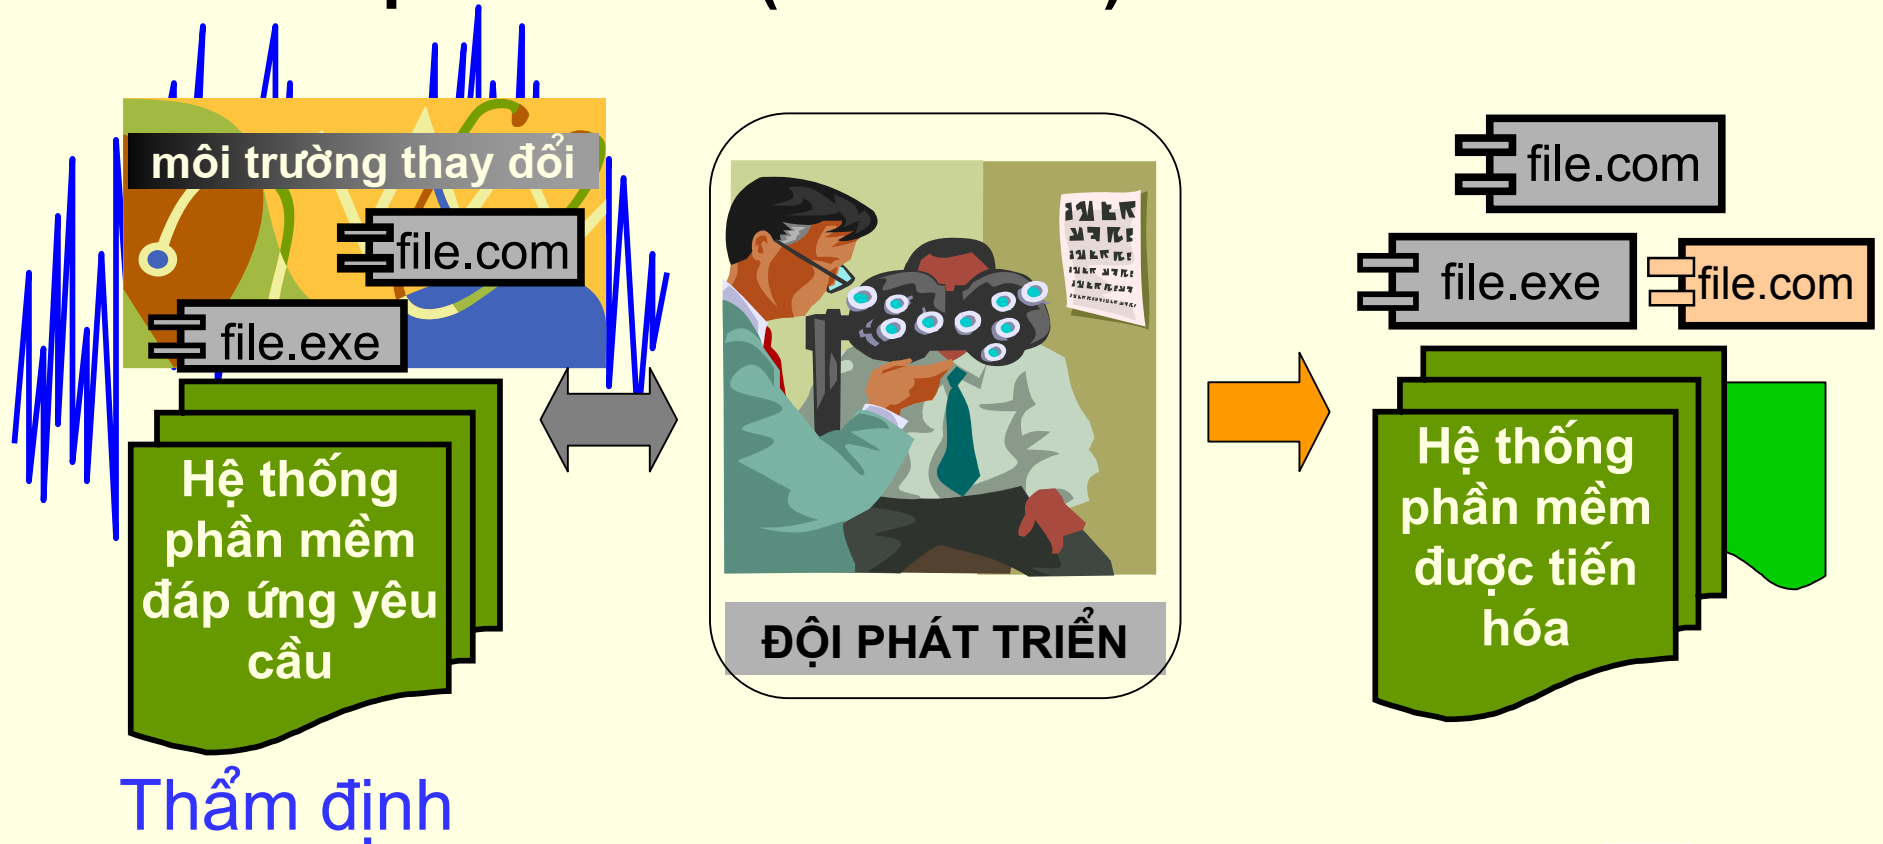 môi trường thay đổi
file.com
file.exe
Hệ thống
phần mềm
đáp ứng yêu
cầu
Thẩm định
ĐỘI PHÁT TRIỂN
file.com
file.exe
file.com
Hệ thống
phần mềm
được tiến
hóa